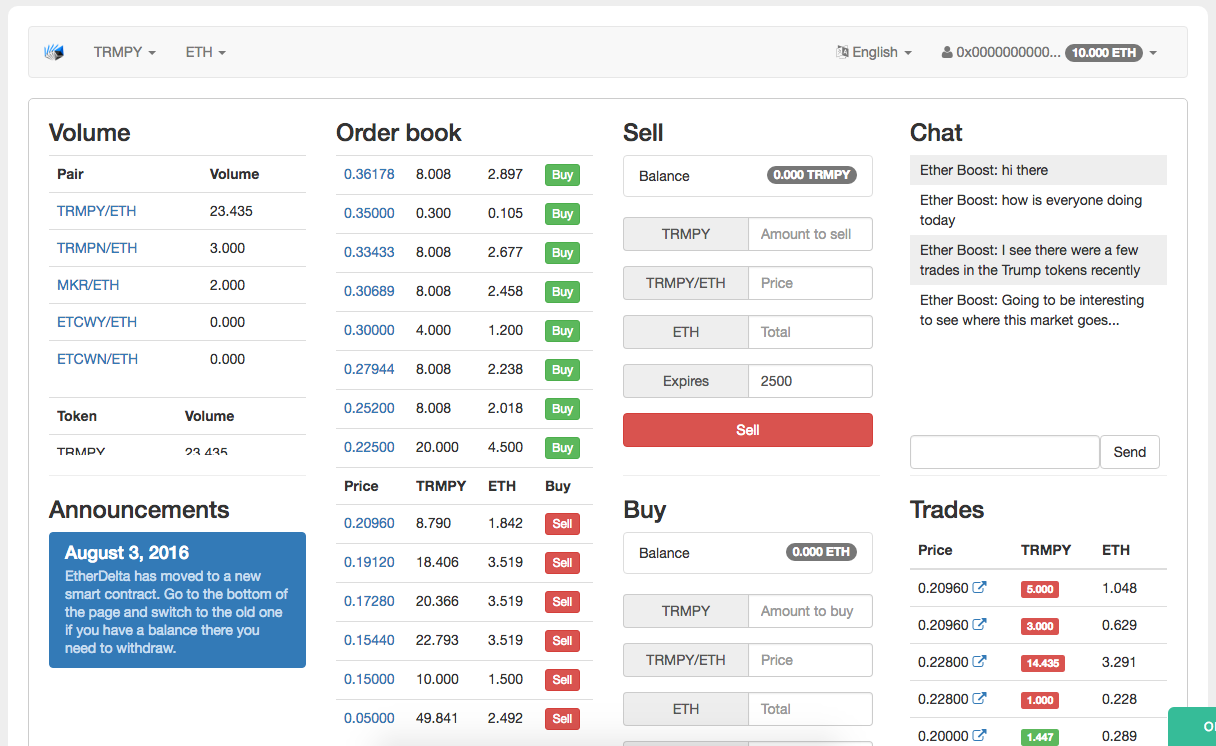 TRMPY
ETH
English
0x0000000000... 10.000 ETH
Volume
Pair Volume
TRMPY/ETH 23.435
TRMPN/ETH 3.000
MKR/ETH 2.000
ETCWY/ETH 0.000
ETCWN/ETH 0.000
Token Volume
TRMPY 23.435
Announcements
August 3, 2016
EtherDelta has moved to a new
smart contract. Go to the bottom of
the page and switch to the old one
if you have a balance there you
need to withdraw.
Order book
0.36178 8.008 2.897 Buy
0.35000 0.300 0.105 Buy
0.33433 8.008 2.677 Buy
0.30689 8.008 2.458 Buy
0.30000 4.000 1.200 Buy
0.27944 8.008 2.238 Buy
0.25200 8.008 2.018 Buy
0.22500 20.000 4.500 Buy
Price TRMPY ETH Buy
0.20960 8.790 1.842 Sell
0.19120 18.406 3.519 Sell
0.17280 20.366 3.519 Sell
0.15440 22.793 3.519 Sell
0.15000 10.000 1.500 Sell
0.05000 49.841 2.492 Sell
Sell
Balance 0.000 TRMPY
TRMPY Amount to sell
TRMPY/ETH Price
ETH Total
Expires 2500
Sell
Buy
Balance 0.000 ETH
TRMPY Amount to buy
TRMPY/ETH Price
ETH Total
Chat
Ether Boost: hi there
Ether Boost: how is everyone doing
today
Ether Boost: I see there were a few
trades in the Trump tokens recently
Ether Boost: Going to be interesting
to see where this market goes...
Send
Trades
Price TRMPY ETH
0.20960 5.000 1.048
0.20960 3.000 0.629
0.22800 14.435 3.291
0.22800 1.000 0.228
0.20000 1.447 0.289